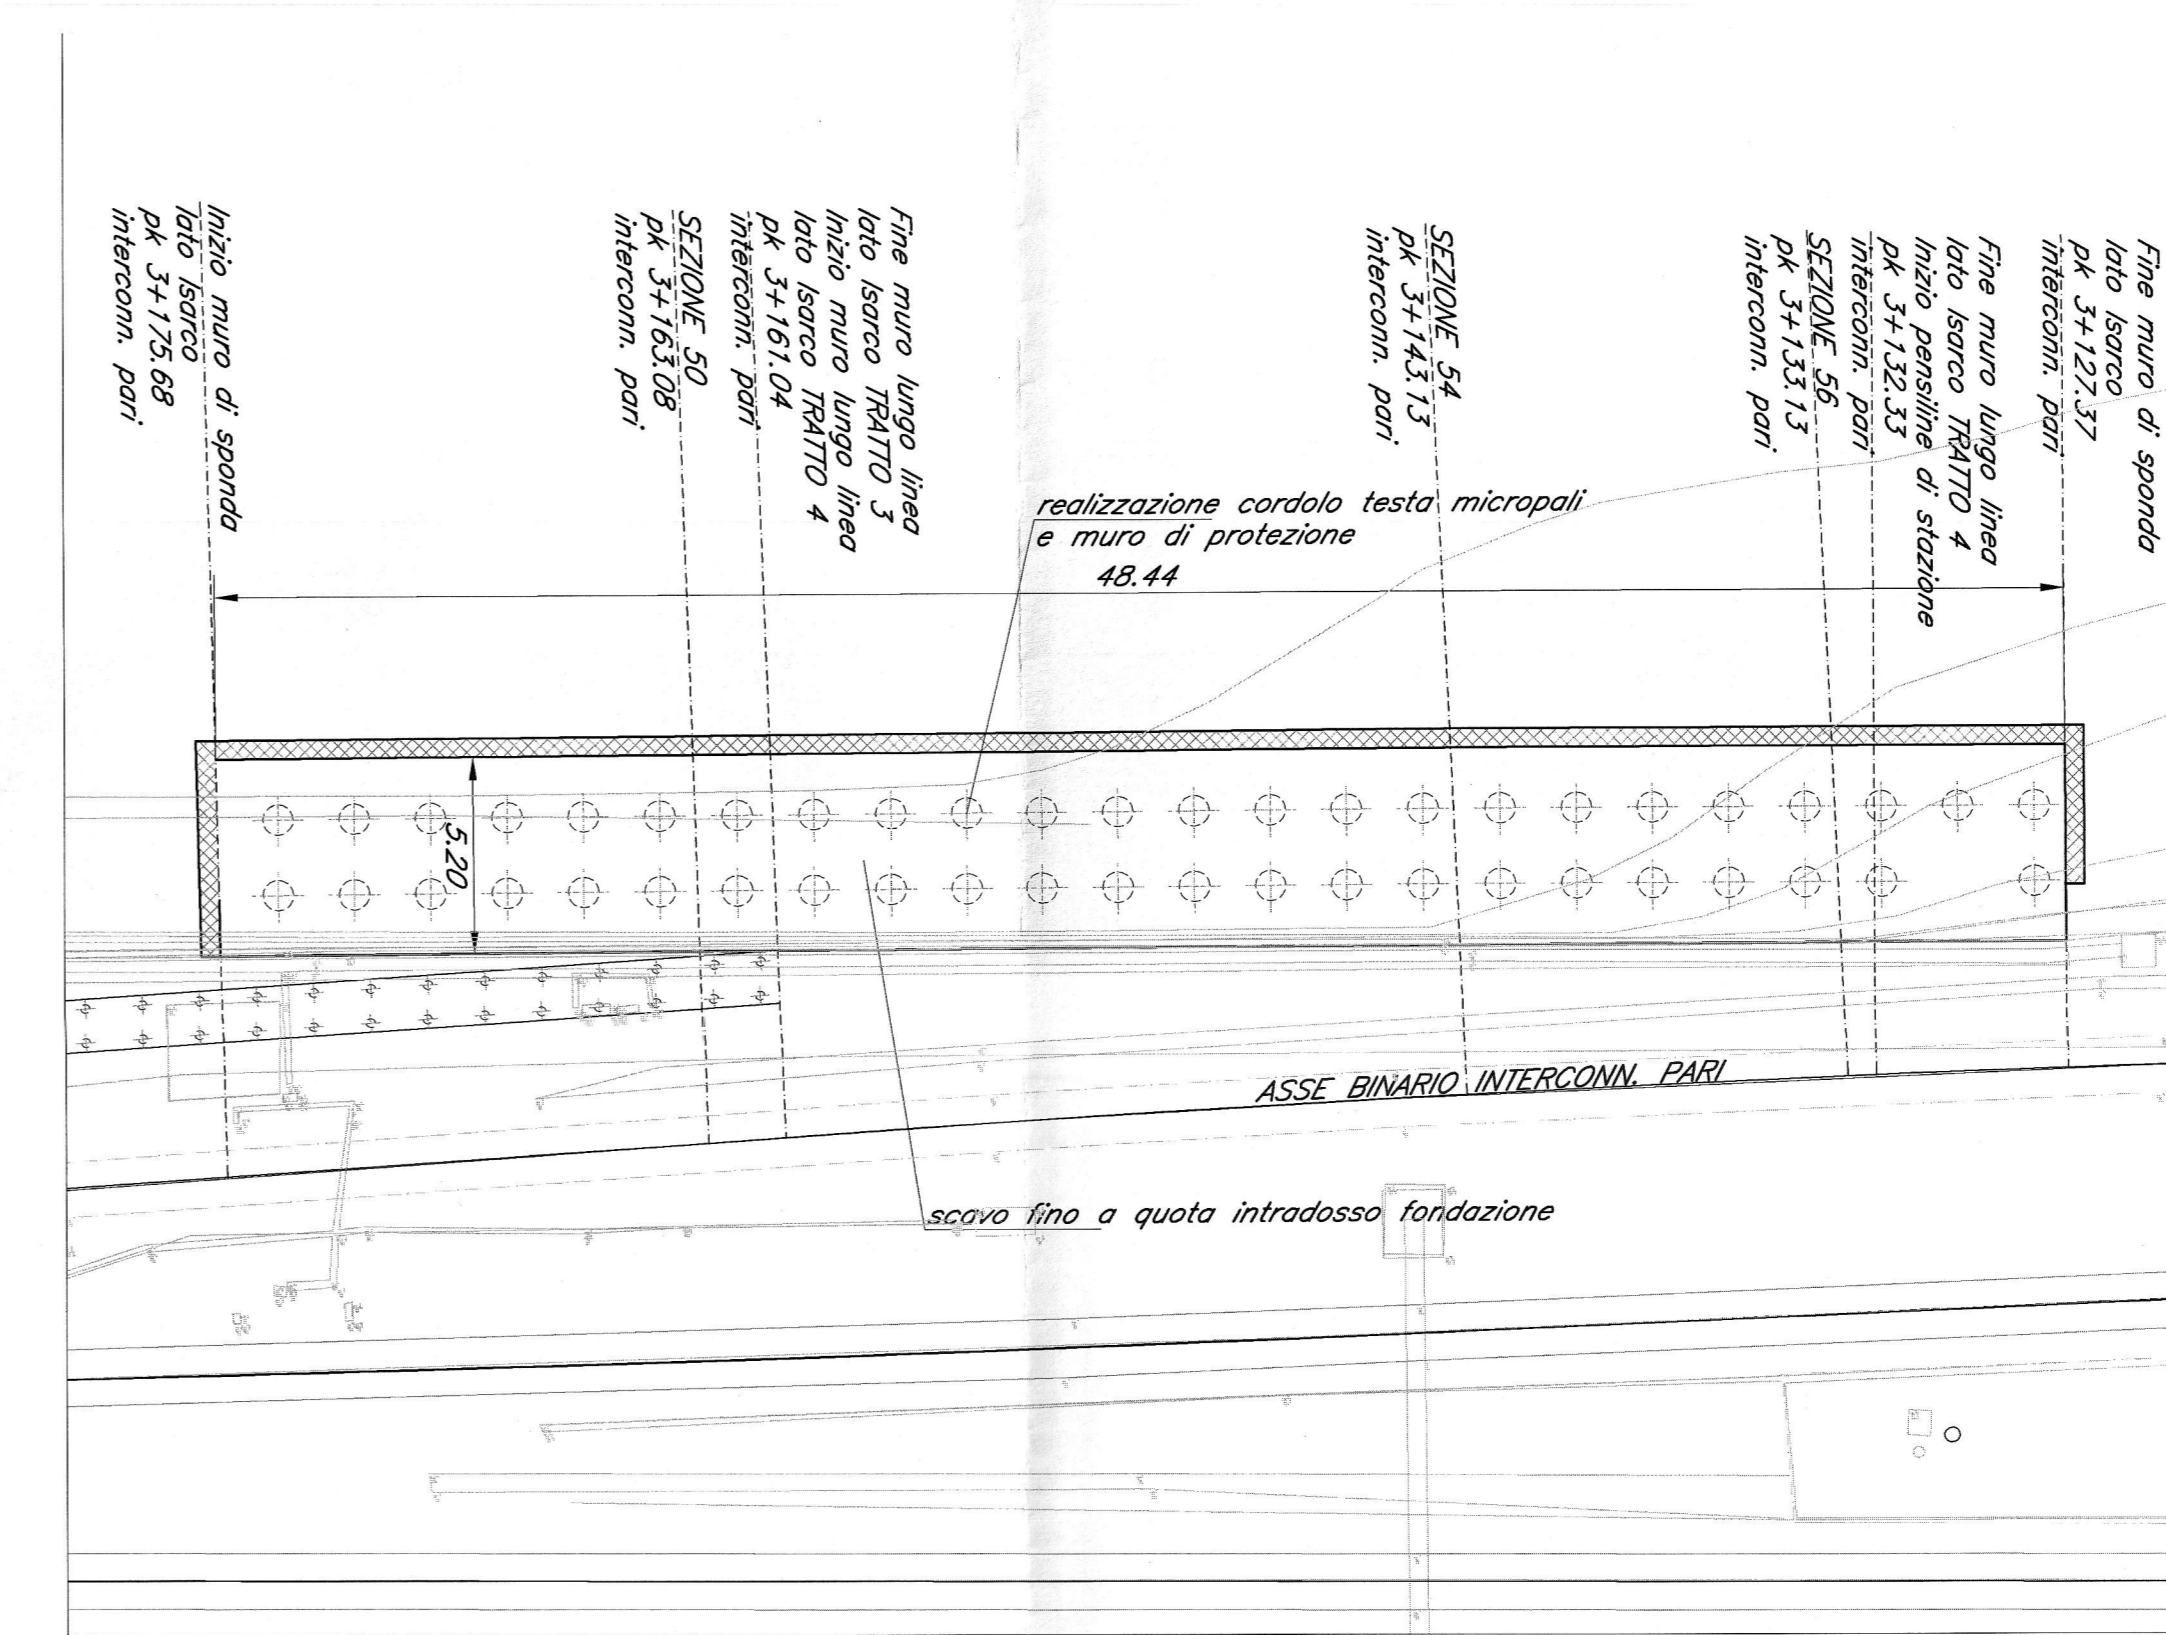 Inizio muro di sponda
lato Isarco
pk 3+175.68
interconn. pari
SEZIONE 50
pk 3+163.08
interconn. pari
Fine muro lungo linea
lato Isarco TRATTO 3
Inizio muro lungo linea
lato Isarco TRATTO 4
pk 3+161.04
interconn. pari
SEZIONE 54
pk 3+143.13
interconn. pari
SEZIONE 56
pk 3+133.13
interconn. pari
Fine muro lungo linea
lato Isarco TRATTO 4
Inizio pensiline di stazione
pk 3+132.33
interconn. pari
Fine muro di sponda
lato Isarco
pk 3+127.37
interconn. pari
realizzazione cordolo testa micropali
e muro di protezione
48.44
5.20
ASSE BINARIO INTERCONN. PARI
scavo fino a quota intradosso fondazione